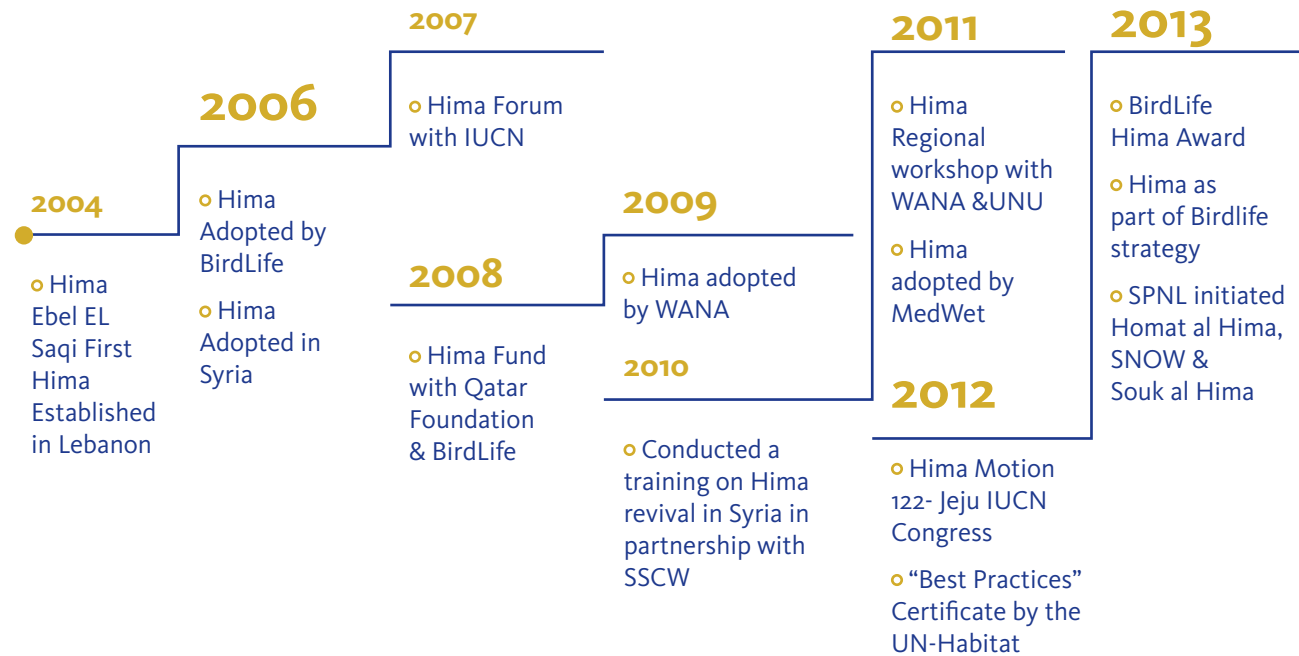 2004
Hima
Ebel EL
Saqi First
Hima
Established
in Lebanon
2006
Hima
Adopted by
BirdLife
Hima
Adopted in
Syria
2007
Hima Forum
with IUCN
2008
Hima Fund
with Qatar
Foundation
& BirdLife
2009
Hima adopted
by WANA
2010
Conducted a
training on Hima
revival in Syria in
partnership with
SSCW
2011
Hima
Regional
workshop with
WANA &UNU
Hima
adopted by
MedWet
2012
Hima Motion
122- Jeju IUCN
Congress
“Best Practices”
Certificate by the
UN-Habitat
2013
BirdLife
Hima Award
Hima as
part of Birdlife
strategy
SPNL initiated
Homat al Hima,
SNOW &
Souk al Hima